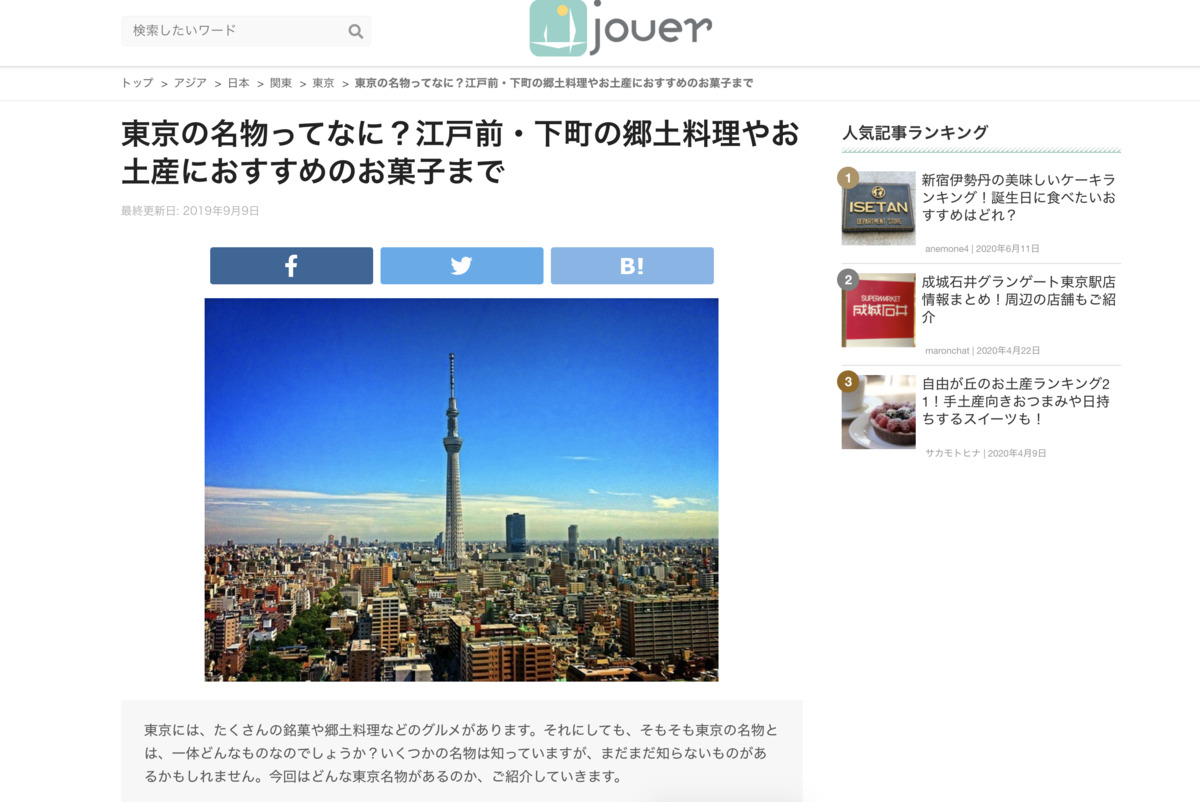 検索したいワード
jouer
トップ > アジア > 日本 > 関東 > 東京 > 東京の名物ってなに？江戸前・下町の郷土料理やお土産におすすめのお菓子まで
東京の名物ってなに？江戸前・下町の郷土料理やお
土産におすすめのお菓子まで
最終更新日: 2019年9月9日
f
B!
東京には、たくさんの銘菓や郷土料理などのグルメがあります。それにしても、そもそも東京の名物と
は、一体どんなものなのでしょうか？いくつかの名物は知っていますが、まだまだ知らないものがあ
るかもしれません。今回はどんな東京名物があるのか、ご紹介していきます。
人気記事ランキング
1
ISETAN
DEPARTMENT STORE
新宿伊勢丹の美味しいケーキラ
ンキング！誕生日に食べたいお
すすめはどれ？
anemone4 | 2020年6月11日
2
SUPERMARKET
成城石井
成城石井グランゲート東京駅店
情報まとめ！周辺の店舗もご紹
介
maronchat | 2020年4月22日
3
自由が丘のお土産ランキング2
1！手土産向きおつまみや日持
ちするスイーツも！
サカモトヒナ | 2020年4月9日